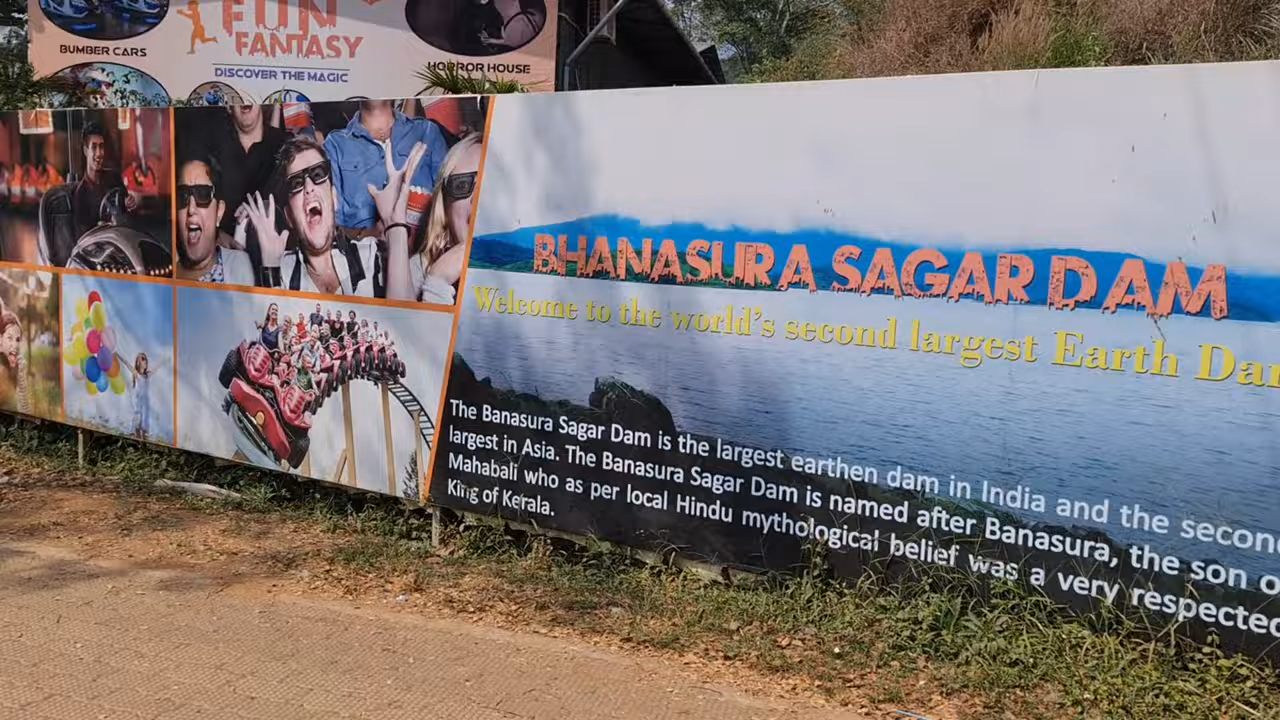 FUN
FANTASY
DISCOVER THE MAGIC
BUMBER CARS
HORROR HOUSE
BHANASURA SAGAR DAM
Welcome to the world's second largest Earth Da
The Banasura Sagar Dam is the largest earthen dam in India and the secon
largest in Asia. The Banasura Sagar Dam is named after Banasura, the son o
Mahabali who as per local Hindu mythological belief was a very respected
King of Kerala.